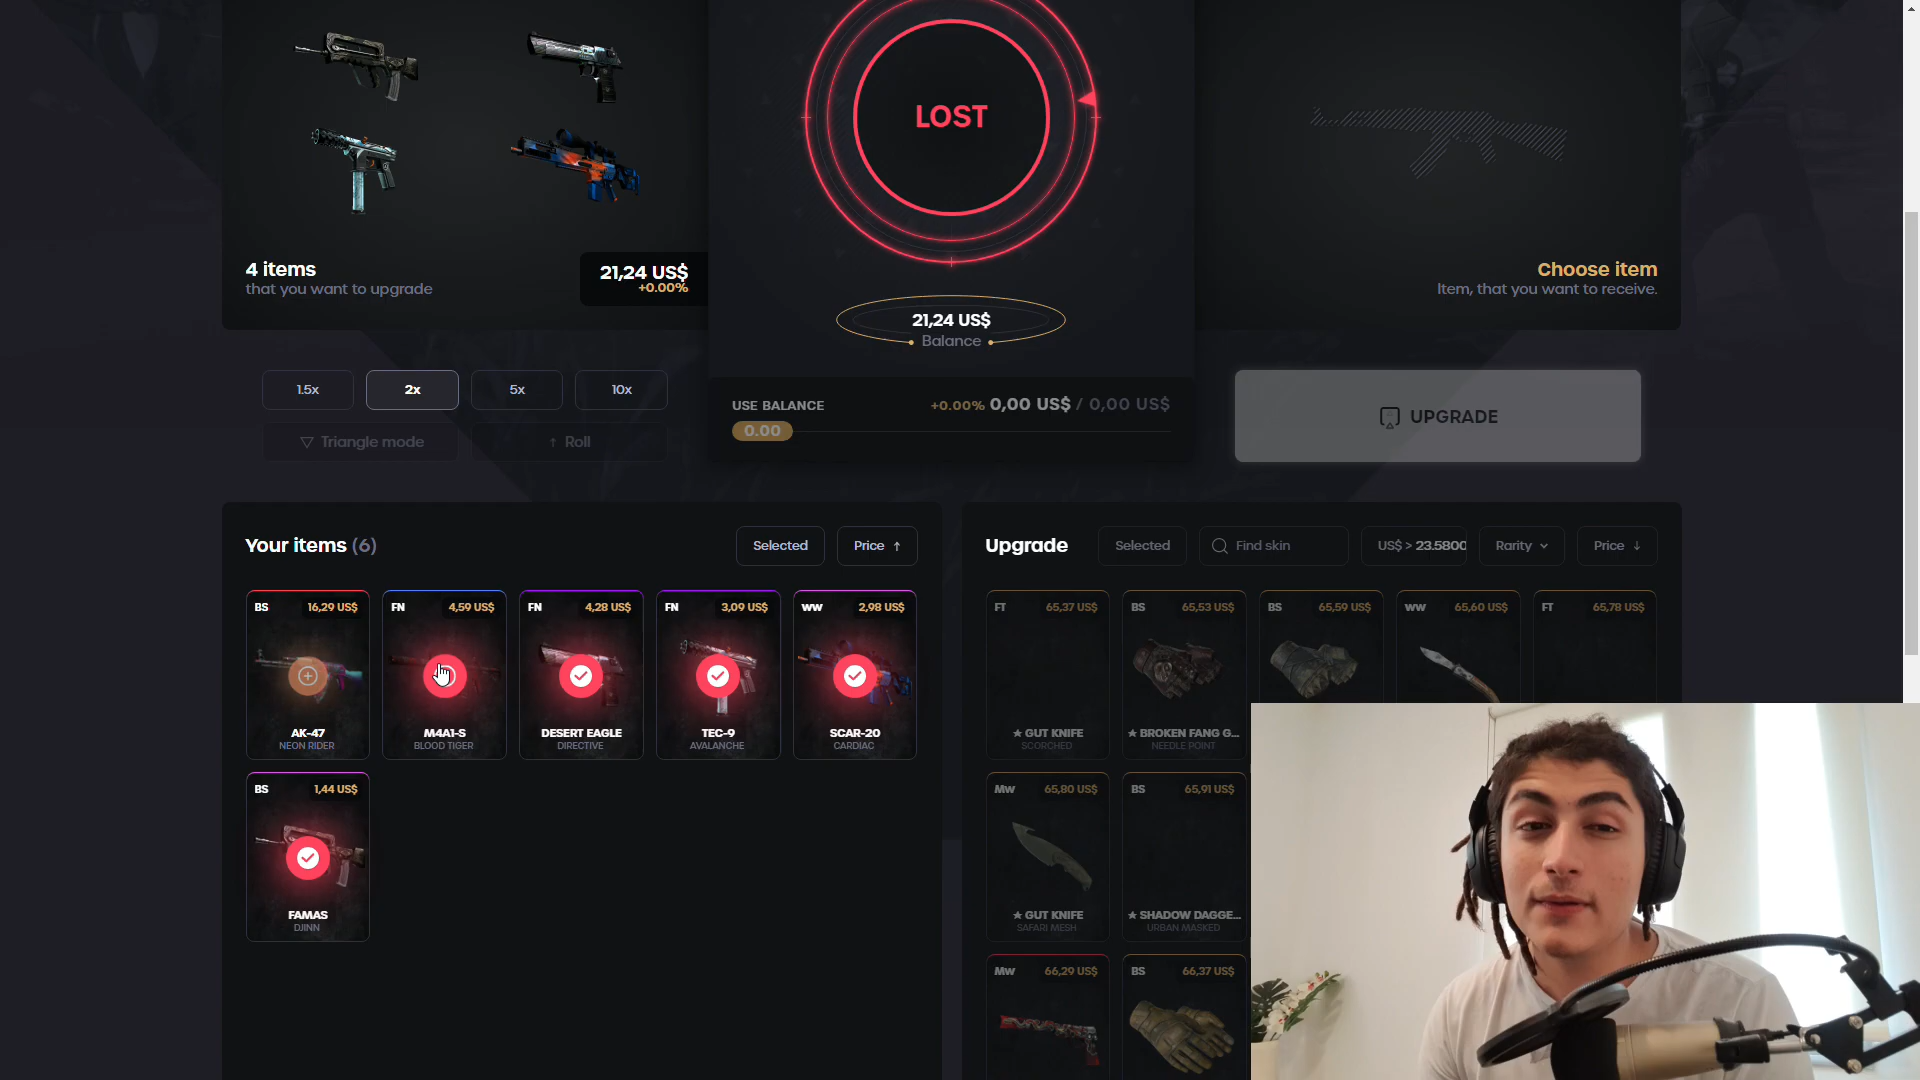 LOST
4 items
that you want to upgrade
21,24 US$
+0.00%
21,24 US$
Balance
Choose item
Item, that you want to receive.
1.5x
2x
5x
10x
Triangle mode
↑ Roll
USE BALANCE
+0.00% 0,00 US$ / 0,00 US$
0.00
UPGRADE
Your items (6)
Selected
Price ↑
BS 16,29 US$
AK-47
NEON RIDER
FN 4,59 US$
M4A1-S
BLOOD TIGER
FN 4,28 US$
DESERT EAGLE
DIRECTIVE
FN 3,09 US$
TEC-9
AVALANCHE
WW 2,98 US$
SCAR-20
CARDIAC
BS 1,44 US$
FAMAS
DJINN
Upgrade
Selected
Find skin
US$ > 23.5800
Rarity
Price ↓
FT 65,37 US$
★ GUT KNIFE
SCORCHED
BS 65,53 US$
★ BROKEN FANG G...
NEEDLE POINT
BS 65,59 US$
WW 65,60 US$
FT 65,78 US$
MW 65,80 US$
★ GUT KNIFE
SAFARI MESH
BS 65,91 US$
★ SHADOW DAGGE...
URBAN MASKED
MW 66,29 US$
BS 66,37 US$